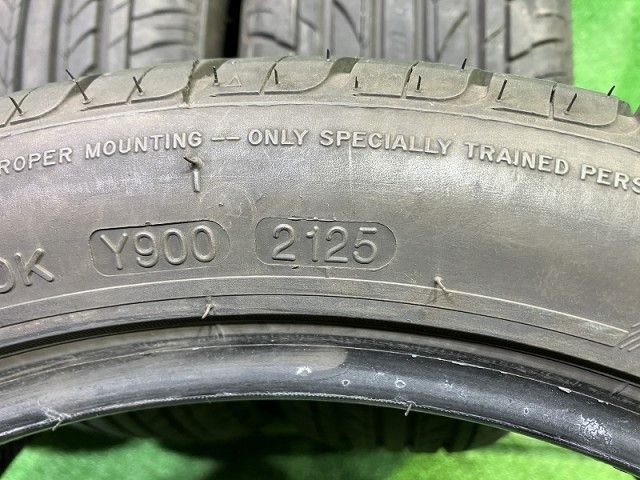 ROPER MOUNTING -- ONLY SPECIALLY TRAINED PERS
0K Y900 2125